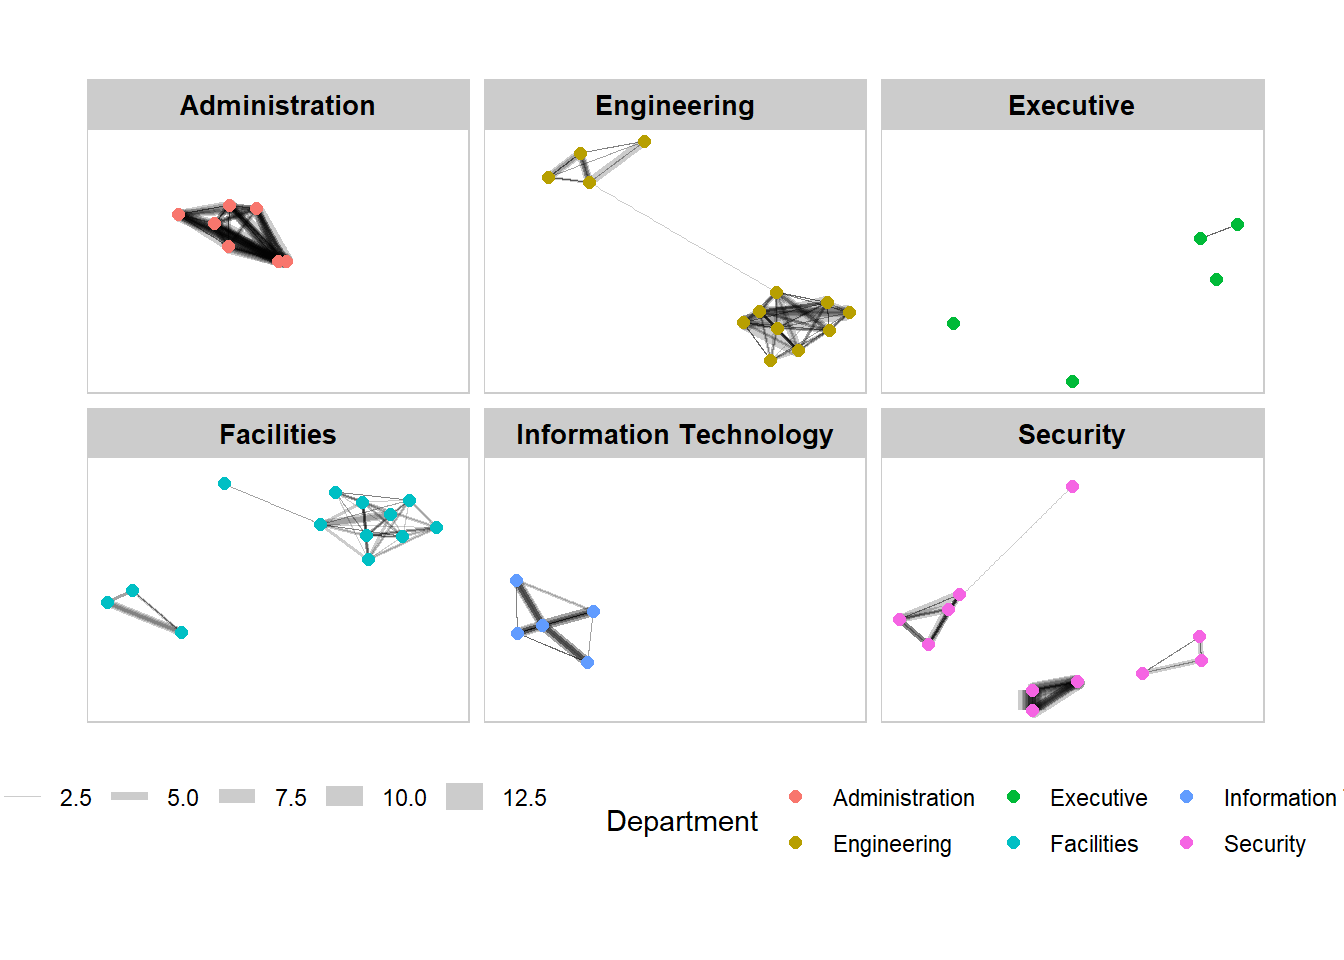 Administration
Engineering
Executive
Facilities
Information Technology
Security
2.5
5.0
7.5
10.0
12.5
Department
Administration
Executive
Information
Engineering
Facilities
Security